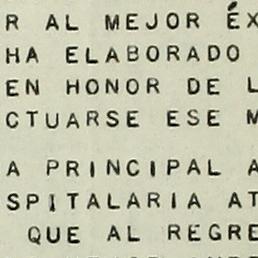 R AL MEJOR ÉX
HA ELABORADO
EN HONOR DE L
CTUARSE ESE M
A PRINCIPAL A
SPITALARIA AT
QUE AL REGRE